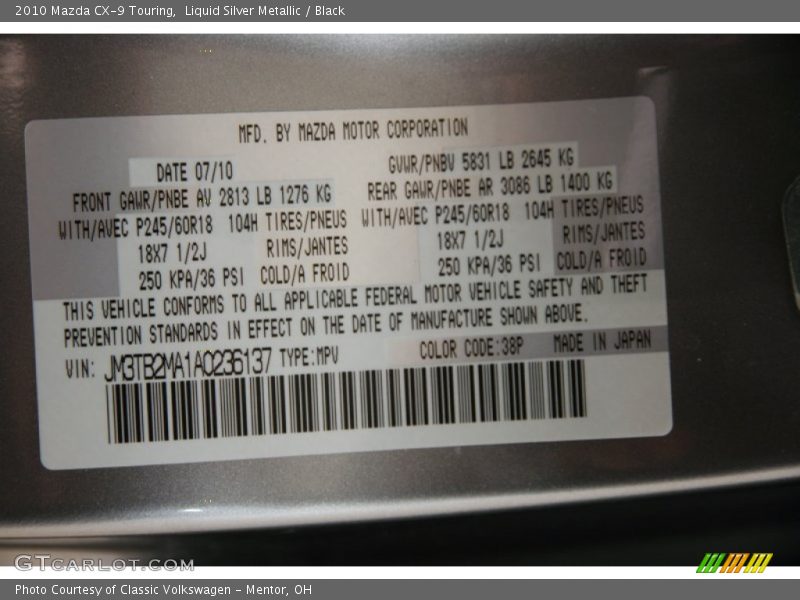 2010 Mazda CX-9 Touring,  Liquid Silver Metallic / Black
MFD. BY MAZDA MOTOR CORPORATION
DATE 07/10 GVWR/PNBV 5831 LB 2645 KG
FRONT GAWR/PNBE AV 2813 LB 1276 KG REAR GAWR/PNBE AR 3086 LB 1400 KG
WITH/AVEC P245/60R18 104H TIRES/PNEUS WITH/AVEC P245/60R18 104H TIRES/PNEUS
18X7 1/2J RIMS/JANTES 18X7 1/2J RIMS/JANTES
250 KPA/36 PSI COLD/A FROID 250 KPA/36 PSI COLD/A FROID
THIS VEHICLE CONFORMS TO ALL APPLICABLE FEDERAL MOTOR VEHICLE SAFETY AND THEFT
PREVENTION STANDARDS IN EFFECT ON THE DATE OF MANUFACTURE SHOWN ABOVE.
VIN: JM3TB2MA1A0236137 TYPE:MPV COLOR CODE:38P MADE IN JAPAN
GTCARLOT.COM
Photo Courtesy of Classic Volkswagen - Mentor, OH